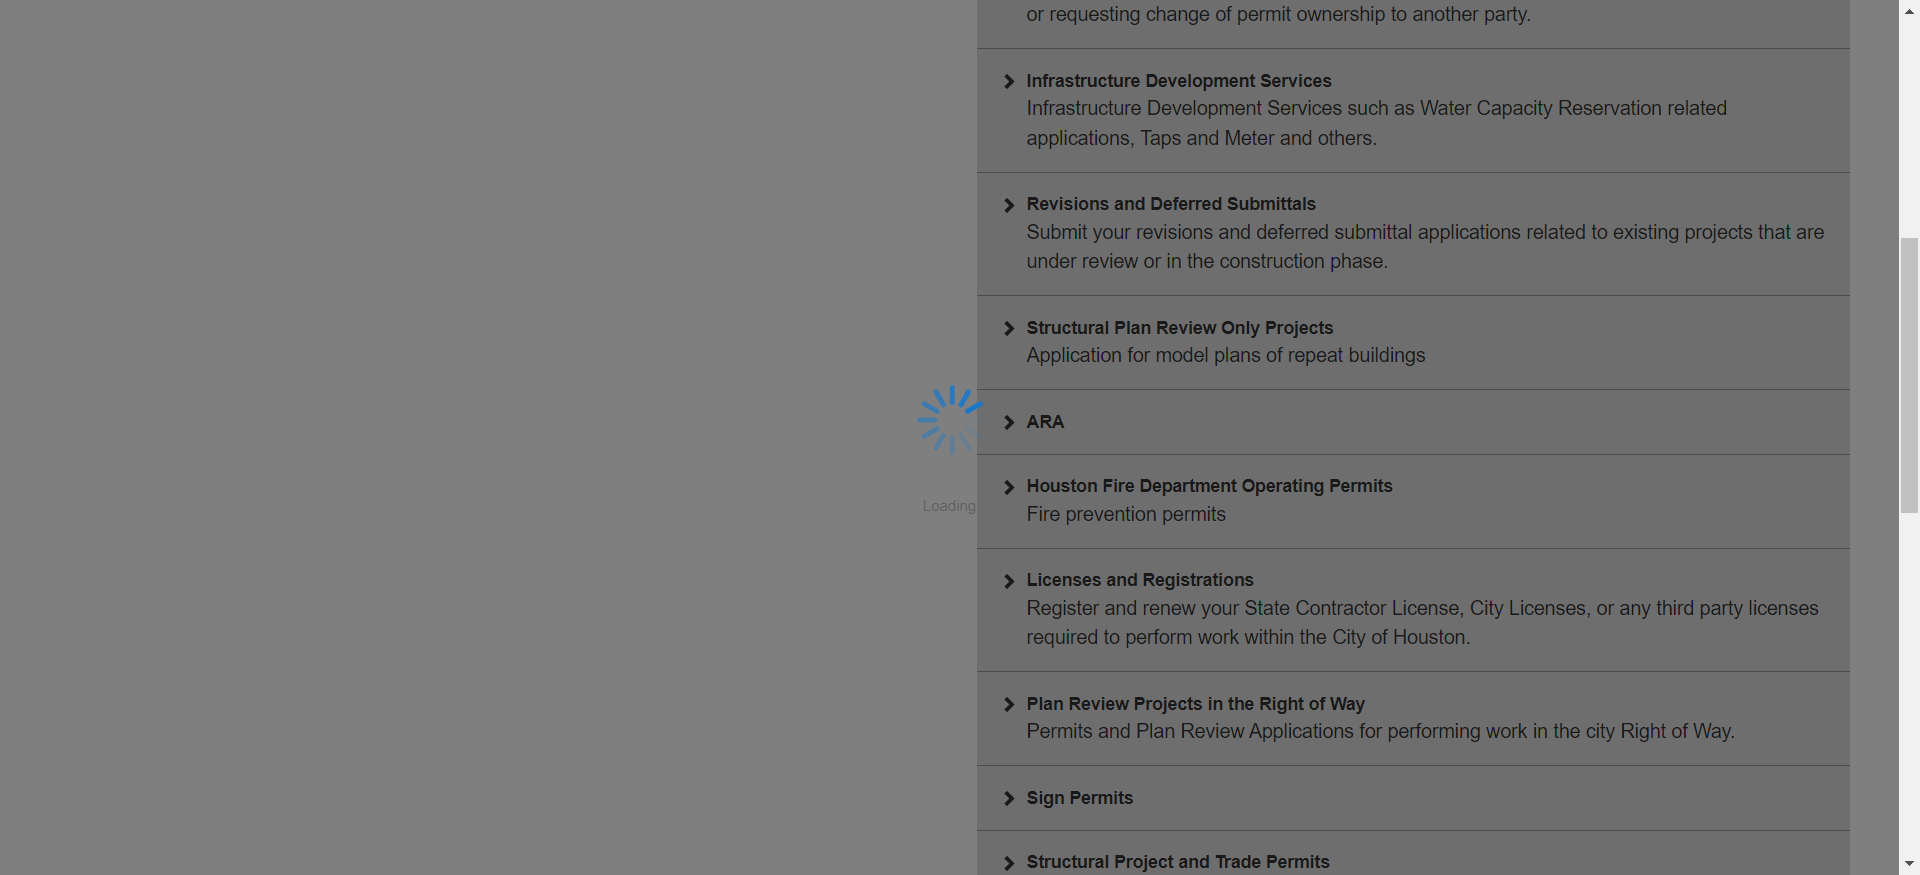 or requesting change of permit ownership to another party.
Infrastructure Development Services
Infrastructure Development Services such as Water Capacity Reservation related
applications, Taps and Meter and others.
Revisions and Deferred Submittals
Submit your revisions and deferred submittal applications related to existing projects that are
under review or in the construction phase.
Structural Plan Review Only Projects
Application for model plans of repeat buildings
ARA
Houston Fire Department Operating Permits
Fire prevention permits
Loading
Licenses and Registrations
Register and renew your State Contractor License, City Licenses, or any third party licenses
required to perform work within the City of Houston.
Plan Review Projects in the Right of Way
Permits and Plan Review Applications for performing work in the city Right of Way.
Sign Permits
Structural Project and Trade Permits